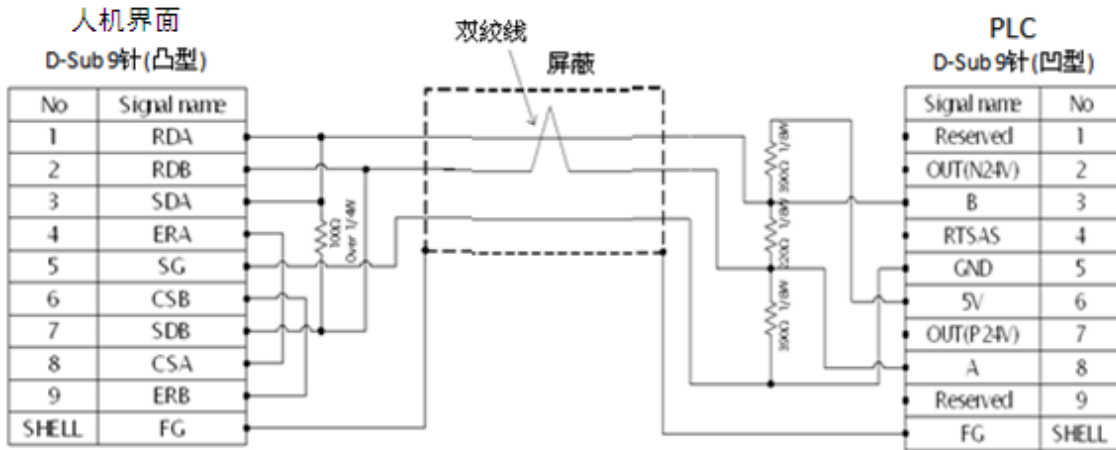 人机界面
D-Sub 9针(凸型)
双绞线
屏蔽
PLC
D-Sub 9针(凹型)
No Signal name
1 RDA
2 RDB
3 SDA
4 ERA
5 SG
6 CSB
7 SDB
8 CSA
9 ERB
SHELL FG
100Ω
Over 1/4W
390Ω 1/8W
220Ω 1/8W
390Ω 1/8W
Signal name No
Reserved 1
OUT(N24V) 2
B 3
RTSAS 4
GND 5
5V 6
OUT(P24V) 7
A 8
Reserved 9
FG SHELL